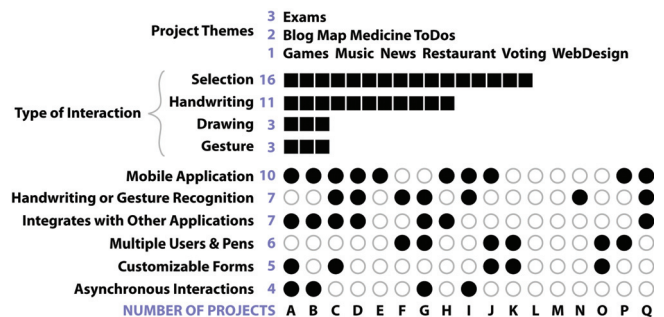 3 Exams
Project Themes 2 Blog Map Medicine ToDos
1 Games Music News Restaurant Voting WebDesign
Selection 16
Handwriting 11
Type of Interaction
Drawing 3
Gesture 3
Mobile Application 10
Handwriting or Gesture Recognition 7
Integrates with Other Applications 7
Multiple Users & Pens 6
Customizable Forms 5
Asynchronous Interactions 4
NUMBER OF PROJECTS A B C D E F G H I J K L M N O P Q